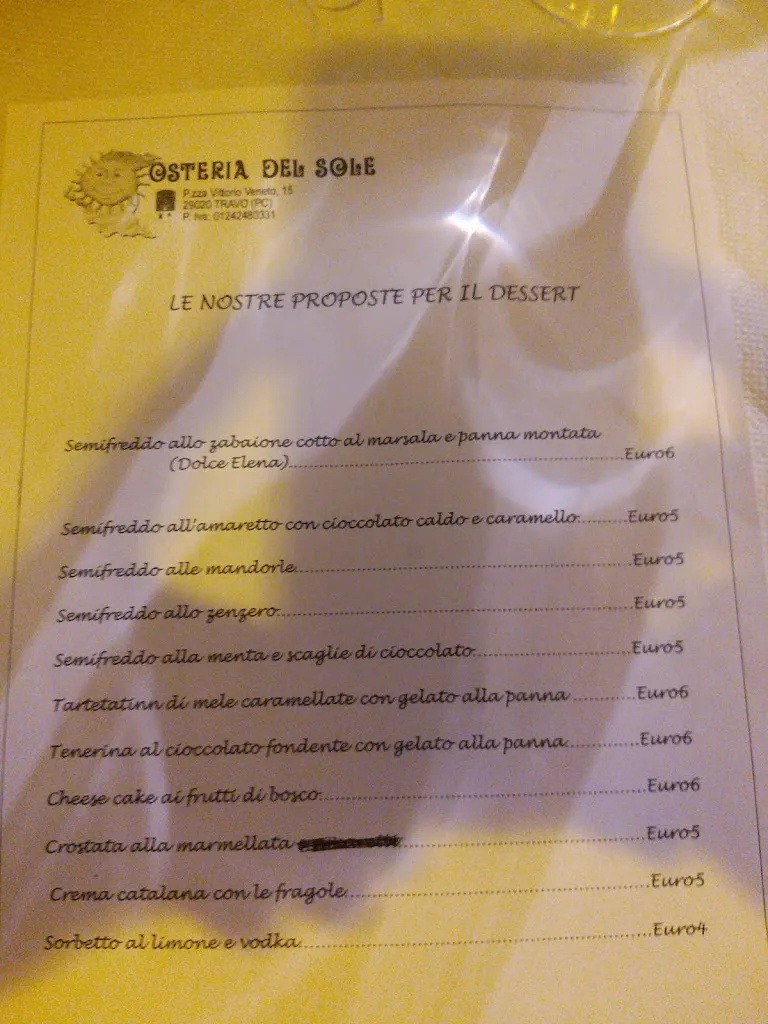 OSTERIA DEL SOLE
P.zza Vittorio Veneto, 15
29020 TRAVO (PC)
P. Iva: 01242480331
LE NOSTRE PROPOSTE PER IL DESSERT
Semifreddo allo zabaione cotto al marsala e panna montata
(Dolce Elena)..........Euro6
Semifreddo all'amaretto con cioccolato caldo e caramello..........Euro5
Semifreddo alle mandorle..........Euro5
Semifreddo allo zenzero..........Euro5
Semifreddo alla menta e scaglie di cioccolato..........Euro5
Tartetatinn di mele caramellate con gelato alla panna ..........Euro6
Tenerina al cioccolato fondente con gelato alla panna..........Euro6
Cheese cake ai frutti di bosco..........Euro6
Crostata alla marmellata ..........Euro5
Crema catalana con le fragole..........Euro5
Sorbetto al limone e vodka..........Euro4